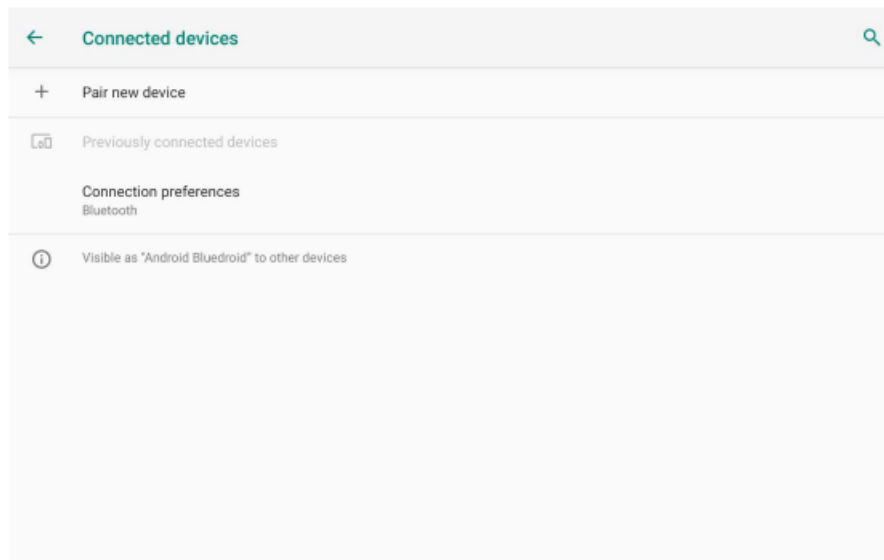 Connected devices
Pair new device
Previously connected devices
Connection preferences
Bluetooth
Visible as "Android Bluedroid" to other devices